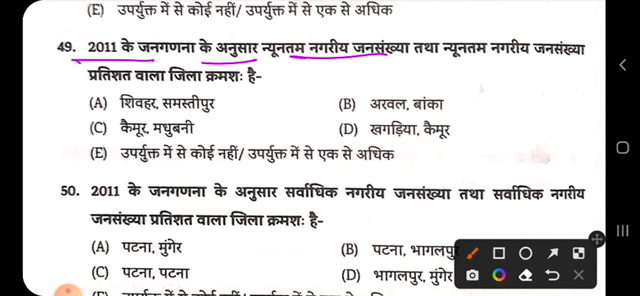 (E) उपर्युक्त में से कोई नहीं/ उपर्युक्त में से एक से अधिक
49. 2011 के जनगणना के अनुसार न्यूनतम नगरीय जनसंख्या तथा न्यूनतम नगरीय जनसंख्या
प्रतिशत वाला जिला क्रमशः है-
(A) शिवहर, समस्तीपुर (B) अरवल, बांका
(C) कैमूर, मधुबनी (D) खगड़िया, कैमूर
(E) उपर्युक्त में से कोई नहीं/ उपर्युक्त में से एक से अधिक
50. 2011 के जनगणना के अनुसार सर्वाधिक नगरीय जनसंख्या तथा सर्वाधिक नगरीय
जनसंख्या प्रतिशत वाला जिला क्रमशः है-
(A) पटना, मुंगेर (B) पटना, भागलपुर
(C) पटना, पटना (D) भागलपुर, मुंगेर